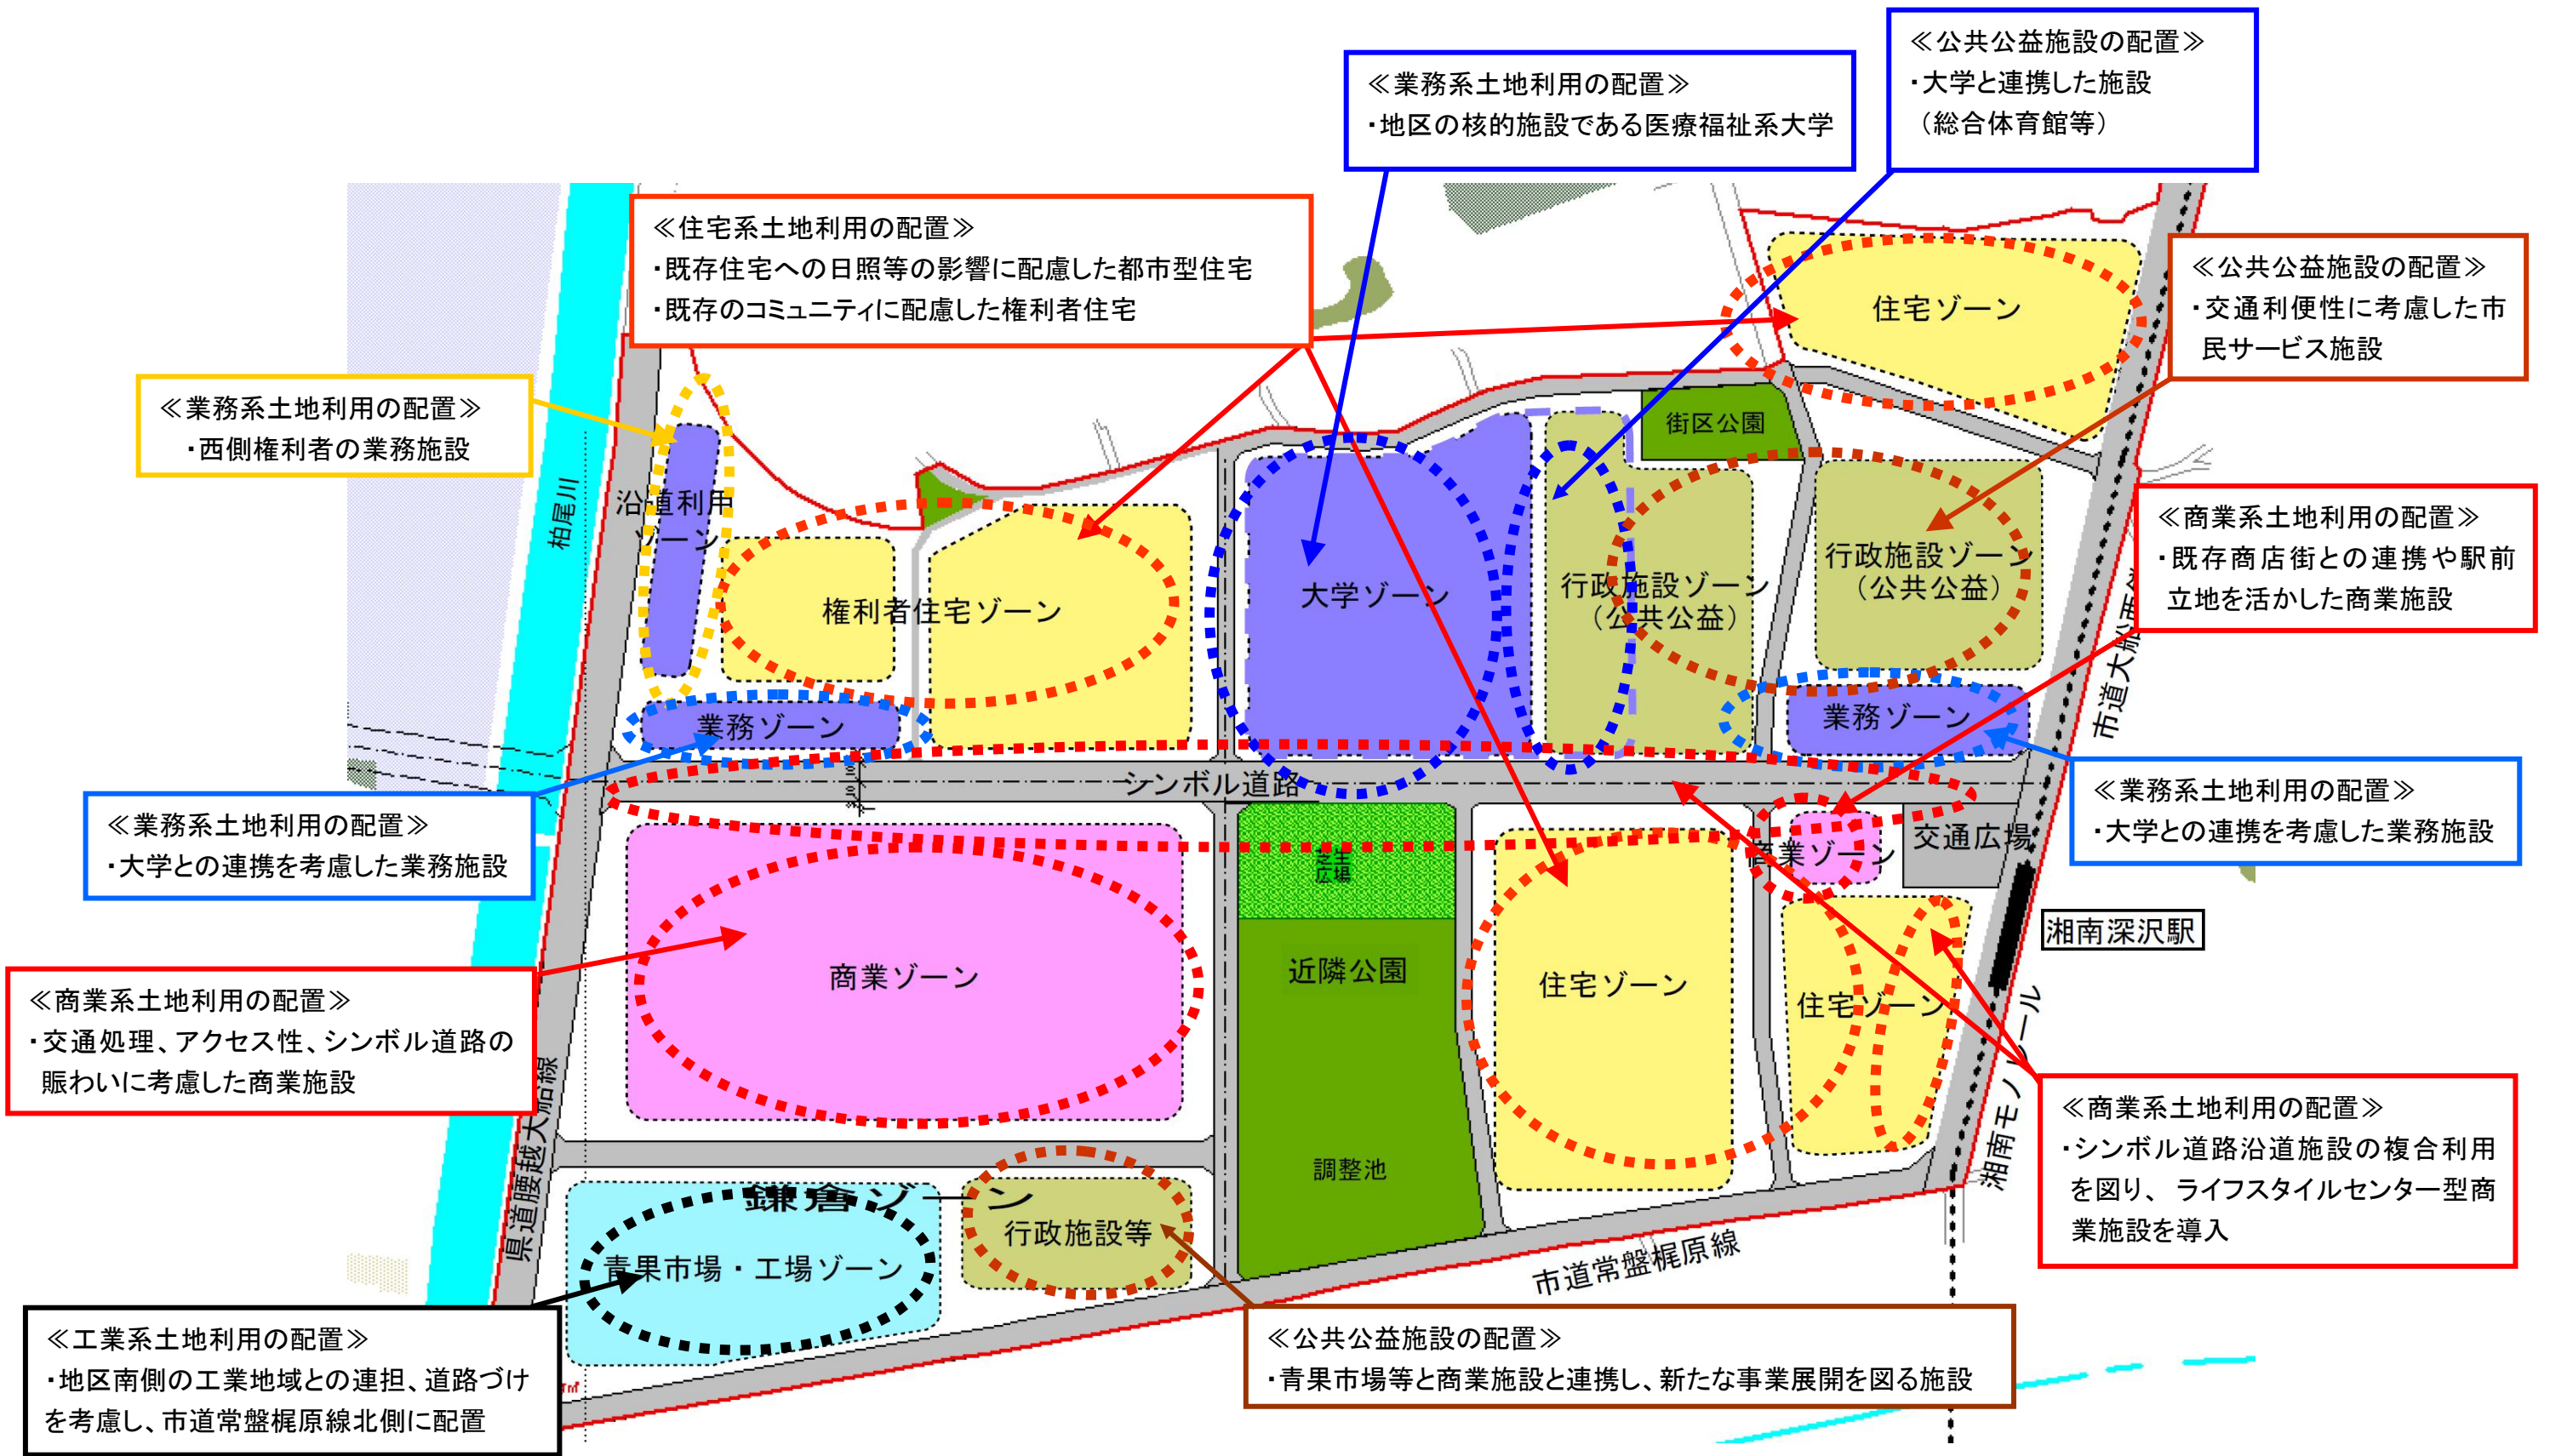 ≪公共公益施設の配置≫
・大学と連携した施設
（総合体育館等）
≪業務系土地利用の配置≫
・地区の核的施設である医療福祉系大学
≪住宅系土地利用の配置≫
・既存住宅への日照等の影響に配慮した都市型住宅
・既存のコミュニティに配慮した権利者住宅
≪公共公益施設の配置≫
・交通利便性に考慮した市
民サービス施設
住宅ゾーン
≪業務系土地利用の配置≫
・西側権利者の業務施設
街区公園
柏尾川
沿道利用
ゾーン
≪商業系土地利用の配置≫
・既存商店街との連携や駅前
立地を活かした商業施設
権利者住宅ゾーン
大学ゾーン
行政施設ゾーン
（公共公益）
行政施設ゾーン
（公共公益）
市道大船西
業務ゾーン
業務ゾーン
シンボル道路
≪業務系土地利用の配置≫
・大学との連携を考慮した業務施設
≪業務系土地利用の配置≫
・大学との連携を考慮した業務施設
芝生
広場
商業ゾーン
交通広場
湘南深沢駅
商業ゾーン
近隣公園
住宅ゾーン
住宅ゾーン
≪商業系土地利用の配置≫
・交通処理、アクセス性、シンボル道路の
賑わいに考慮した商業施設
県道腰越大船線
湘南モノレール
≪商業系土地利用の配置≫
・シンボル道路沿道施設の複合利用
を図り、ライフスタイルセンター型商
業施設を導入
調整池
鎌倉ゾーン
行政施設等
青果市場・工場ゾーン
市道常盤梶原線
≪工業系土地利用の配置≫
・地区南側の工業地域との連担、道路づけ
を考慮し、市道常盤梶原線北側に配置
≪公共公益施設の配置≫
・青果市場等と商業施設と連携し、新たな事業展開を図る施設